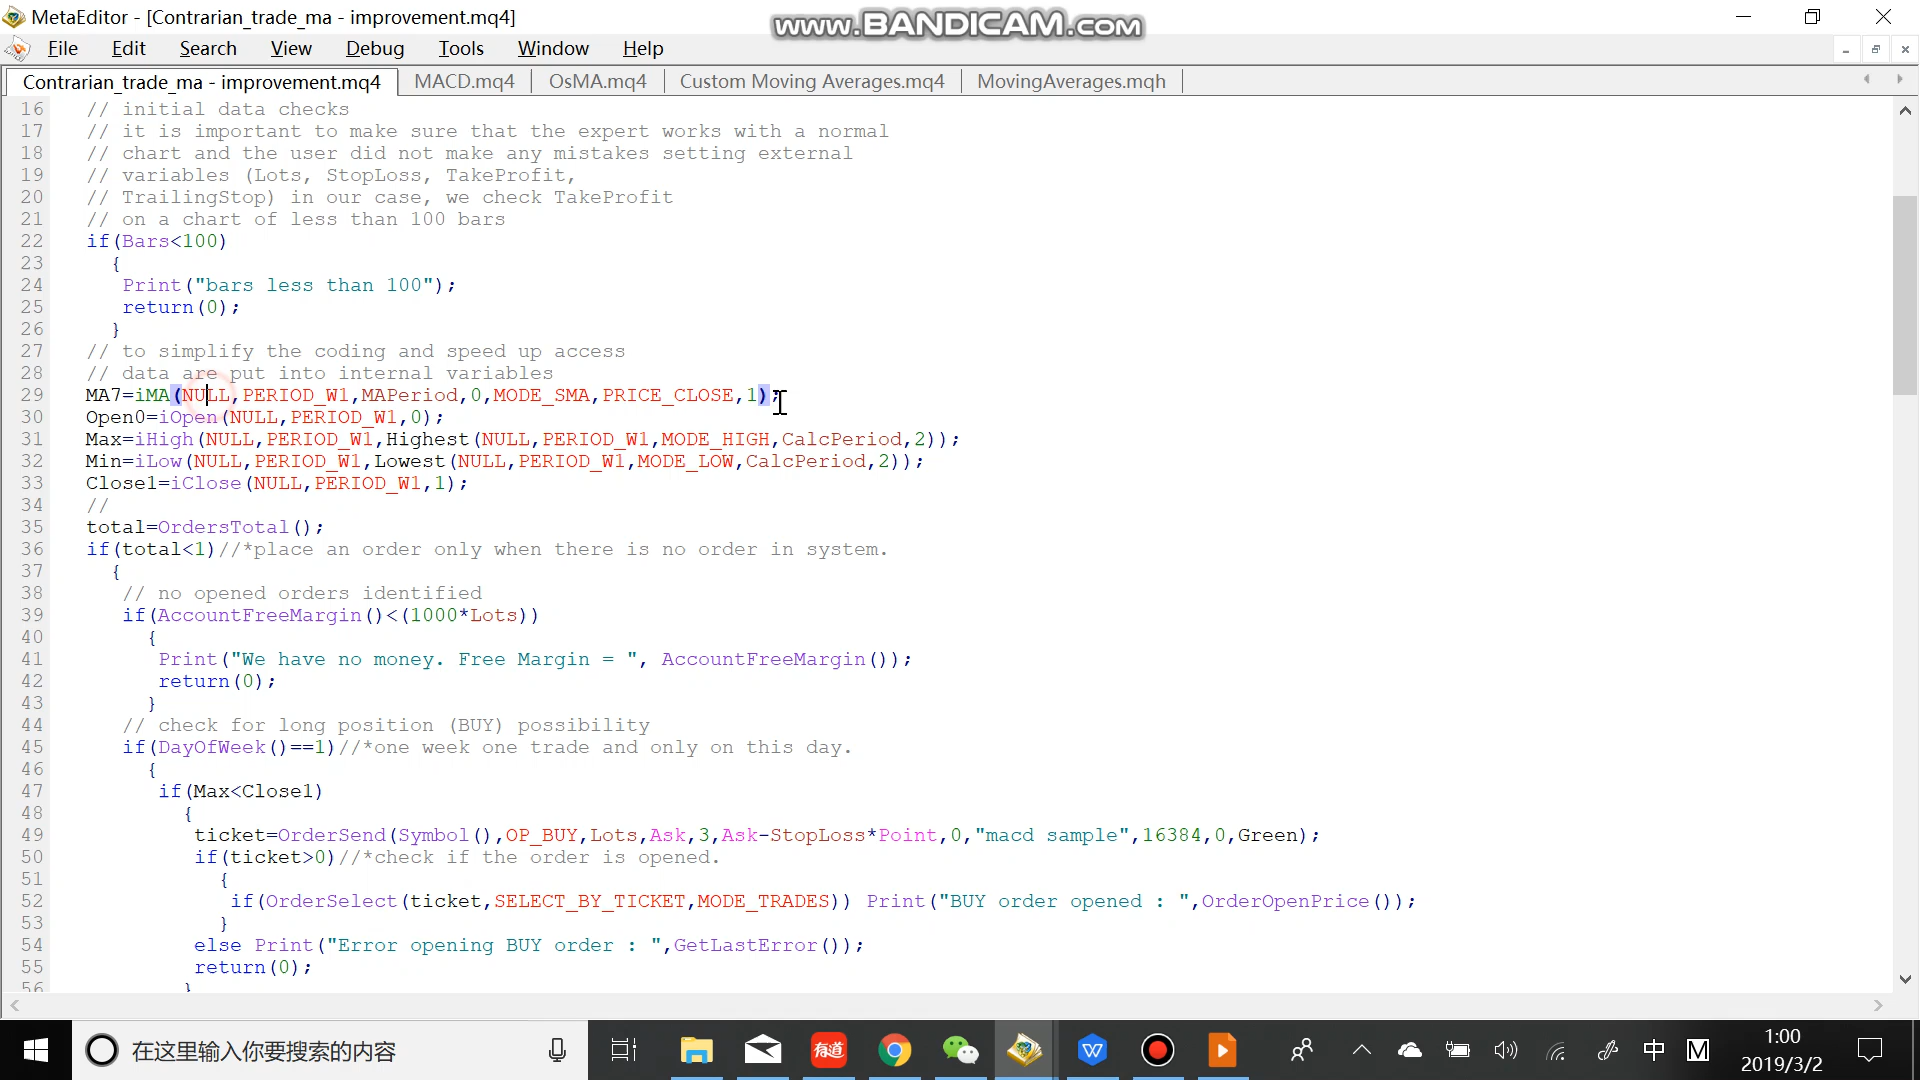 MetaEditor - [Contrarian_trade_ma - improvement.mq4]
www.BANDICAM.com
File Edit Search View Debug Tools Window Help
Contrarian_trade_ma - improvement.mq4 MACD.mq4 OsMA.mq4 Custom Moving Averages.mq4 MovingAverages.mqh
16 // initial data checks
17 // it is important to make sure that the expert works with a normal
18 // chart and the user did not make any mistakes setting external
19 // variables (Lots, StopLoss, TakeProfit,
20 // TrailingStop) in our case, we check TakeProfit
21 // on a chart of less than 100 bars
22 if(Bars<100)
23 {
24 Print("bars less than 100");
25 return(0);
26 }
27 // to simplify the coding and speed up access
28 // data are put into internal variables
29 MA7=iMA(NULL,PERIOD_W1,MAPeriod,0,MODE_SMA,PRICE_CLOSE,1);
30 Open0=iOpen(NULL,PERIOD_W1,0);
31 Max=iHigh(NULL,PERIOD_W1,Highest(NULL,PERIOD_W1,MODE_HIGH,CalcPeriod,2));
32 Min=iLow(NULL,PERIOD_W1,Lowest(NULL,PERIOD_W1,MODE_LOW,CalcPeriod,2));
33 Close1=iClose(NULL,PERIOD_W1,1);
34 //
35 total=OrdersTotal();
36 if(total<1)//*place an order only when there is no order in system.
37 {
38 // no opened orders identified
39 if(AccountFreeMargin()<(1000*Lots))
40 {
41 Print("We have no money. Free Margin = ", AccountFreeMargin());
42 return(0);
43 }
44 // check for long position (BUY) possibility
45 if(DayOfWeek()==1)//*one week one trade and only on this day.
46 {
47 if(Max<Close1)
48 {
49 ticket=OrderSend(Symbol(),OP_BUY,Lots,Ask,3,Ask-StopLoss*Point,0,"macd sample",16384,0,Green);
50 if(ticket>0)//*check if the order is opened.
51 {
52 if(OrderSelect(ticket,SELECT_BY_TICKET,MODE_TRADES)) Print("BUY order opened : ",OrderOpenPrice());
53 }
54 else Print("Error opening BUY order : ",GetLastError());
55 return(0);
56 }
在这里输入你要搜索的内容
有道
中
M
1:00
2019/3/2